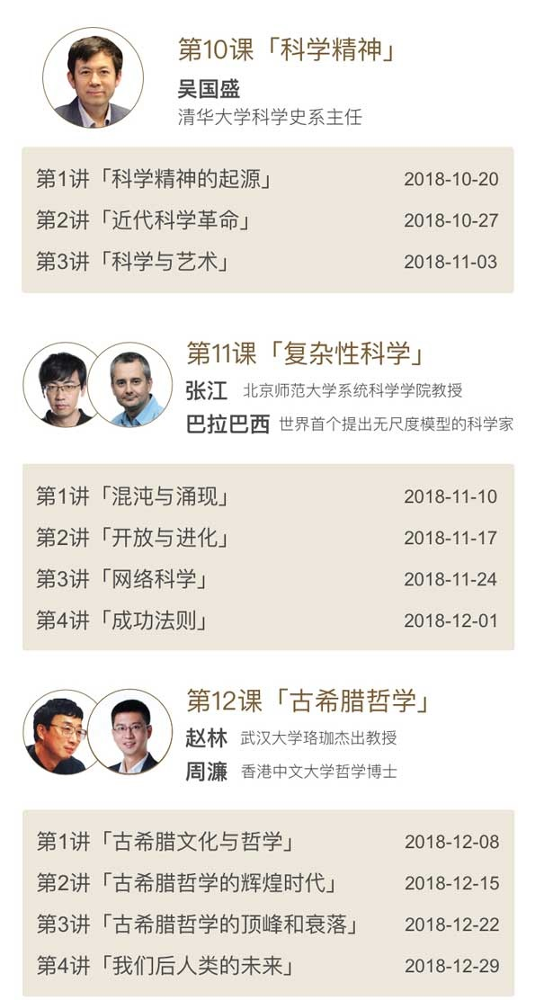 第10课「科学精神」
吴国盛
清华大学科学史系主任
第1讲「科学精神的起源」 2018-10-20
第2讲「近代科学革命」 2018-10-27
第3讲「科学与艺术」 2018-11-03
第11课「复杂性科学」
张江 北京师范大学系统科学学院教授
巴拉巴西 世界首个提出无尺度模型的科学家
第1讲「混沌与涌现」 2018-11-10
第2讲「开放与进化」 2018-11-17
第3讲「网络科学」 2018-11-24
第4讲「成功法则」 2018-12-01
第12课「古希腊哲学」
赵林 武汉大学珞珈杰出教授
周濂 香港中文大学哲学博士
第1讲「古希腊文化与哲学」 2018-12-08
第2讲「古希腊哲学的辉煌时代」 2018-12-15
第3讲「古希腊哲学的顶峰和衰落」 2018-12-22
第4讲「我们后人类的未来」 2018-12-29